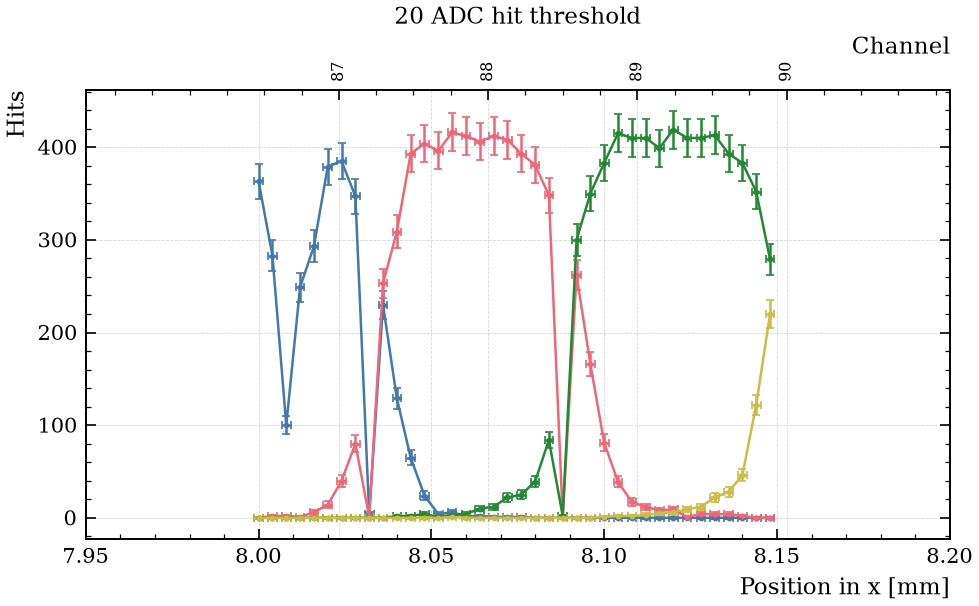 20 ADC hit threshold
Channel
87 88 89 90
Hits
400
300
200
100
0
7.95 8.00 8.05 8.10 8.15 8.20
Position in x [mm]